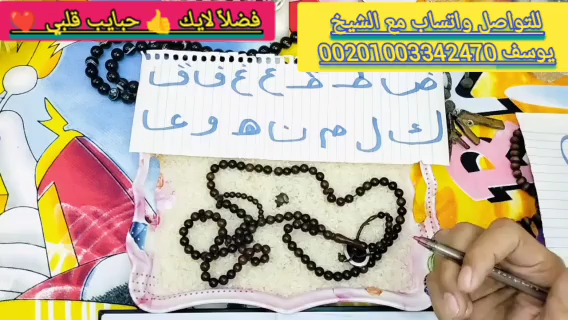 فضلاً لايك 👍 حبايب قلبي ❤️
للتواصل واتساب مع الشيخ
يوسف 00201003342470
ض ط ظ ع غ ف ق
ك ل م ن ه و ي